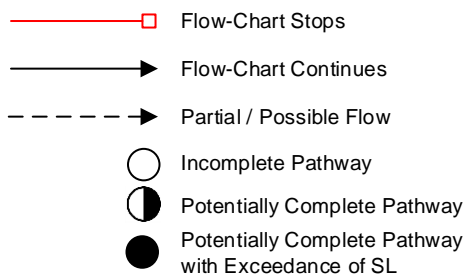 Flow-Chart Stops
Flow-Chart Continues
Partial / Possible Flow
Incomplete Pathway
Potentially Complete Pathway
Potentially Complete Pathway
with Exceedance of SL